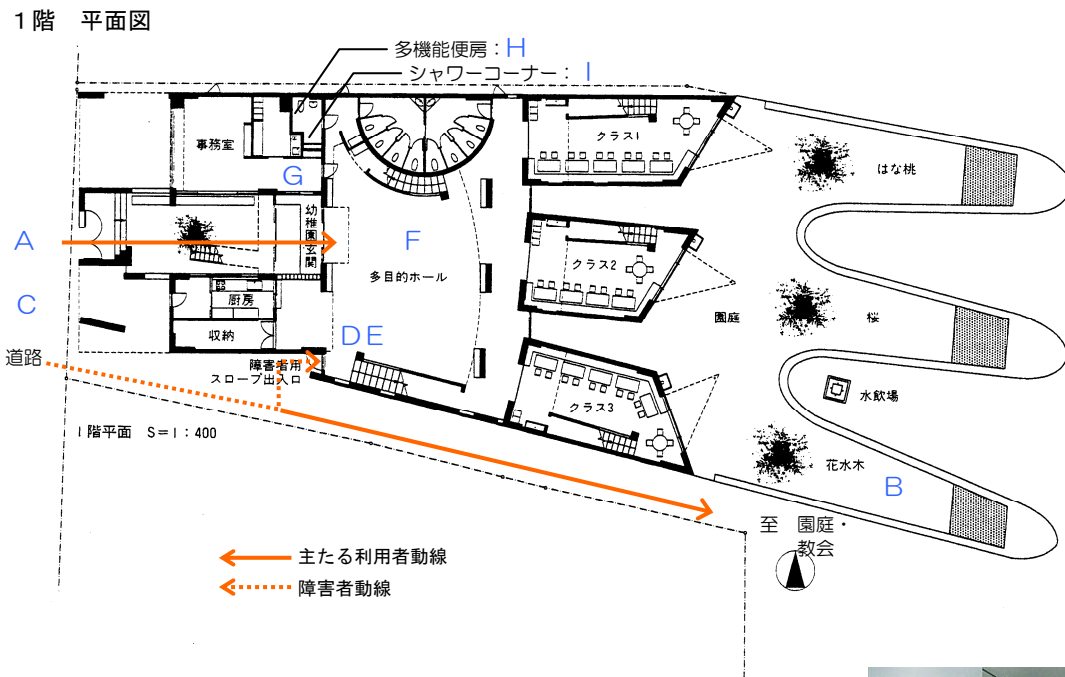 1階　平面図
多機能便房：H
シャワーコーナー：I
事務室
クラス1
はな桃
G
幼稚園玄関
A
F
クラス2
多目的ホール
C
厨房
園庭
桜
収納
DE
道路
障害者用
スロープ出入口
水飲場
クラス3
1階平面　S=1：400
花水木
B
至　園庭・
教会
主たる利用者動線
障害者動線